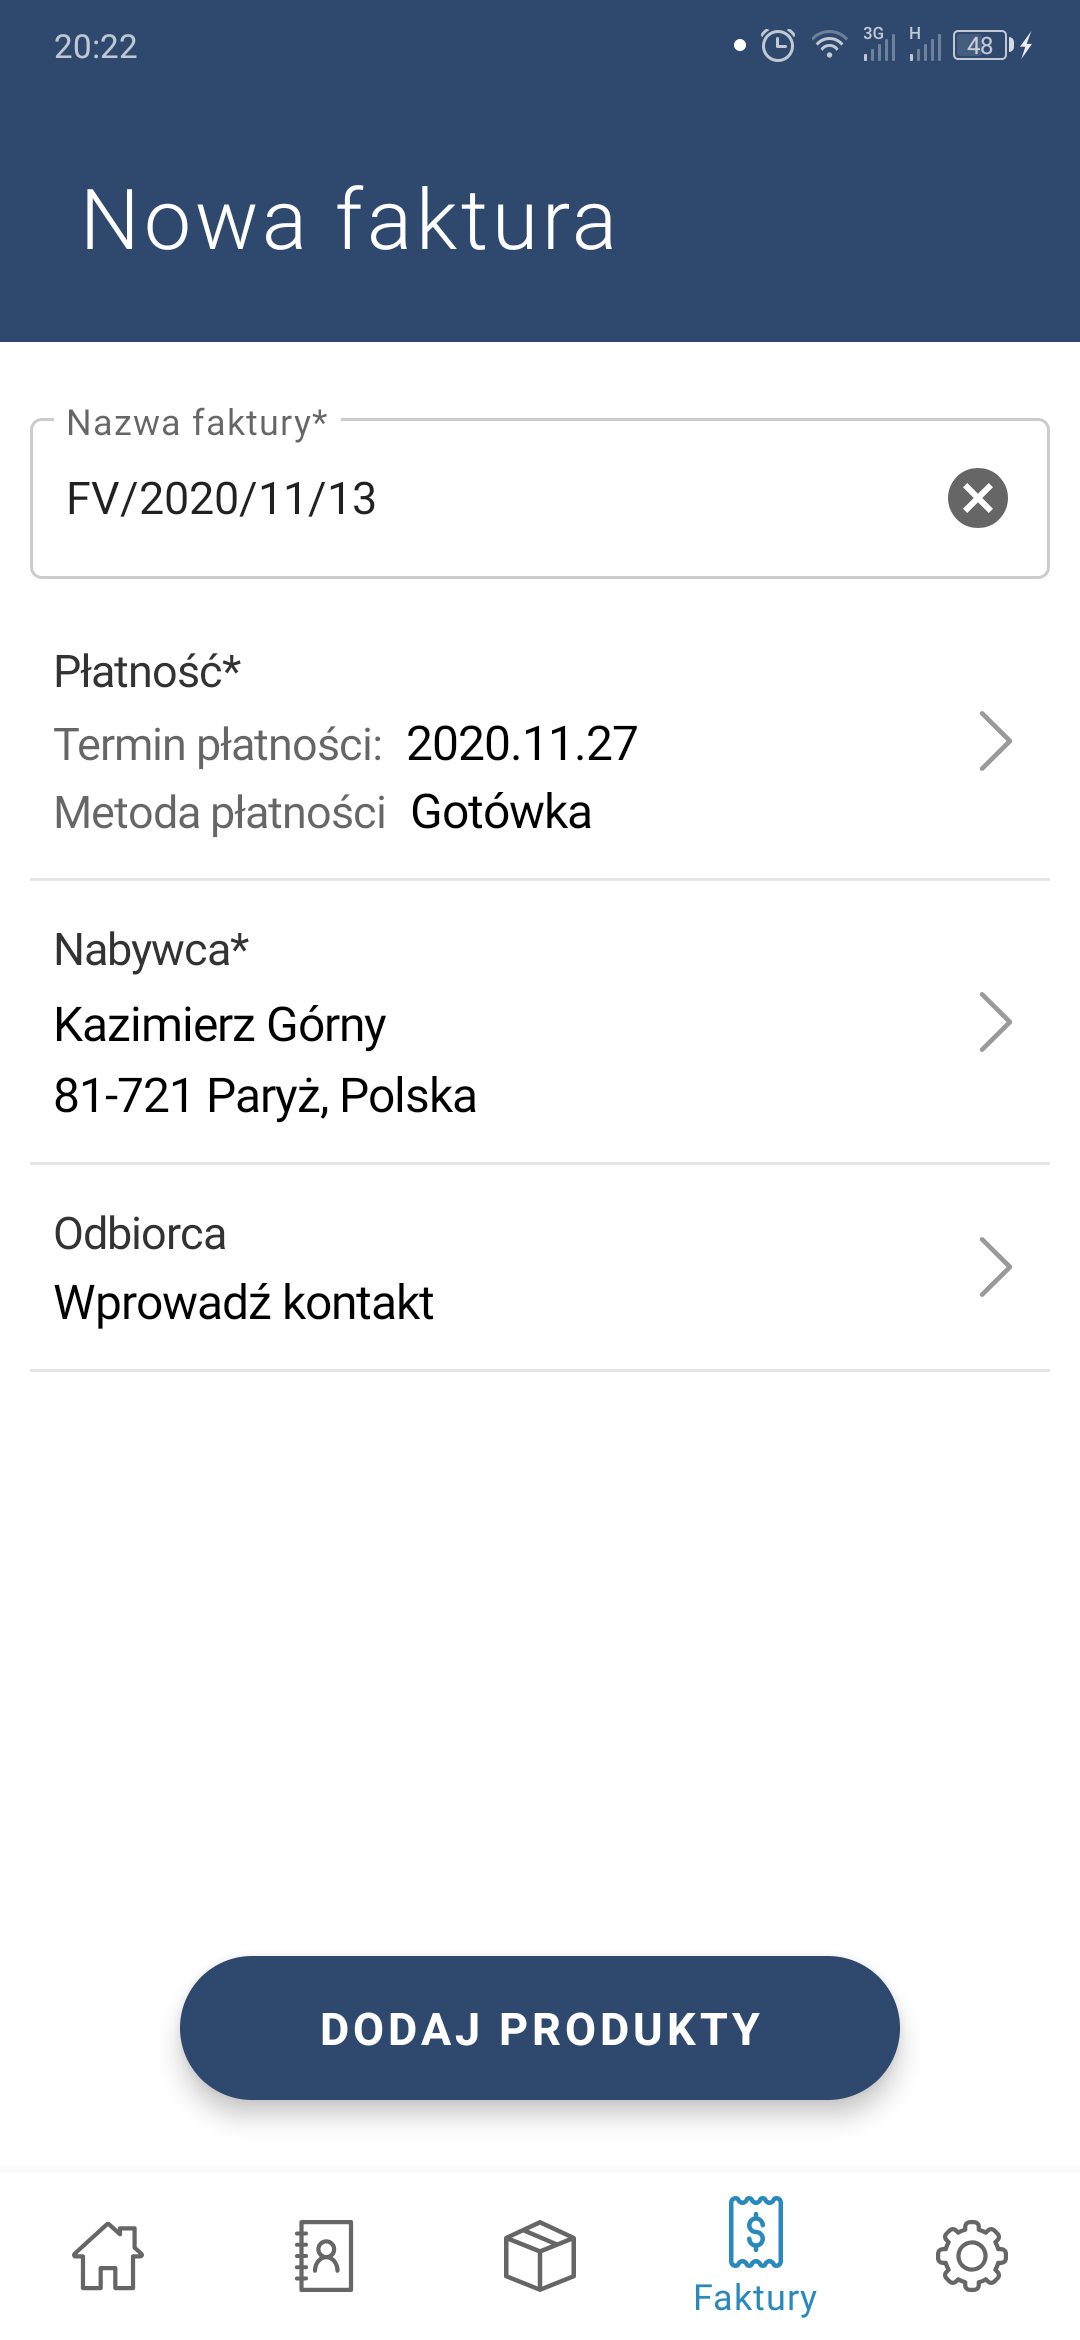 20:22
3G H 48
Nowa faktura
Nazwa faktury*
FV/2020/11/13
Płatność*
Termin płatności: 2020.11.27
Metoda płatności Gotówka
Nabywca*
Kazimierz Górny
81-721 Paryż, Polska
Odbiorca
Wprowadź kontakt
DODAJ PRODUKTY
Faktury